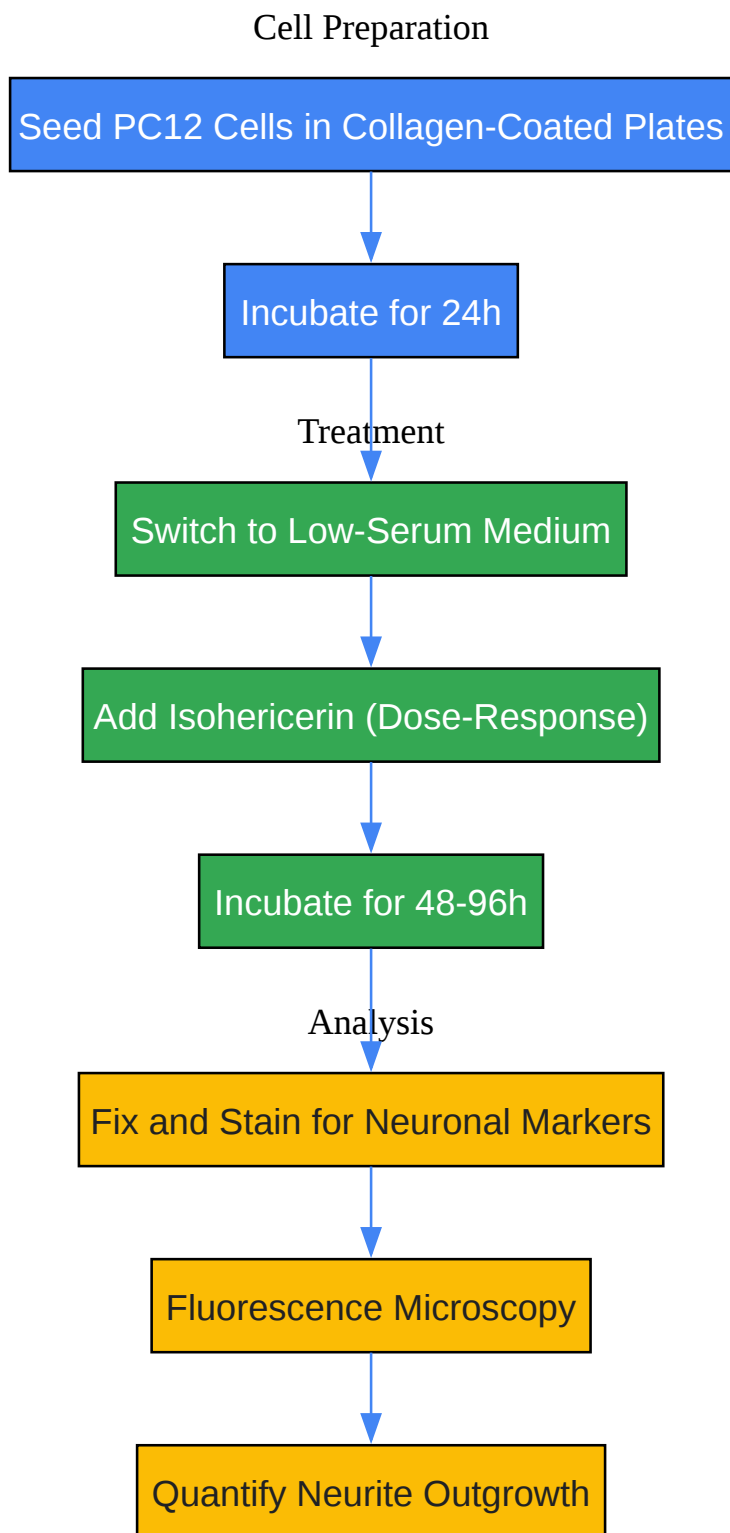 Cell Preparation
Seed PC12 Cells in Collagen-Coated Plates
Incubate for 24h
Treatment
Switch to Low-Serum Medium
Add Isohericerin (Dose-Response)
Incubate for 48-96h
Analysis
Fix and Stain for Neuronal Markers
Fluorescence Microscopy
Quantify Neurite Outgrowth